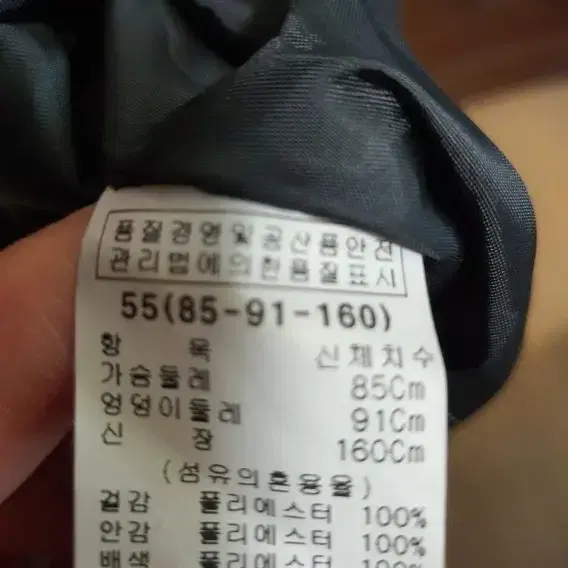 품질경영및공산품안전
관리법에의한품질표시
55(85-91-160)
항 목 신체치수
가슴둘레 85Cm
엉덩이둘레 91Cm
신 장 160Cm
(섬유의혼용율)
겉감 폴리에스터 100%
안감 폴리에스터 100%
배색 폴리에스터 100%